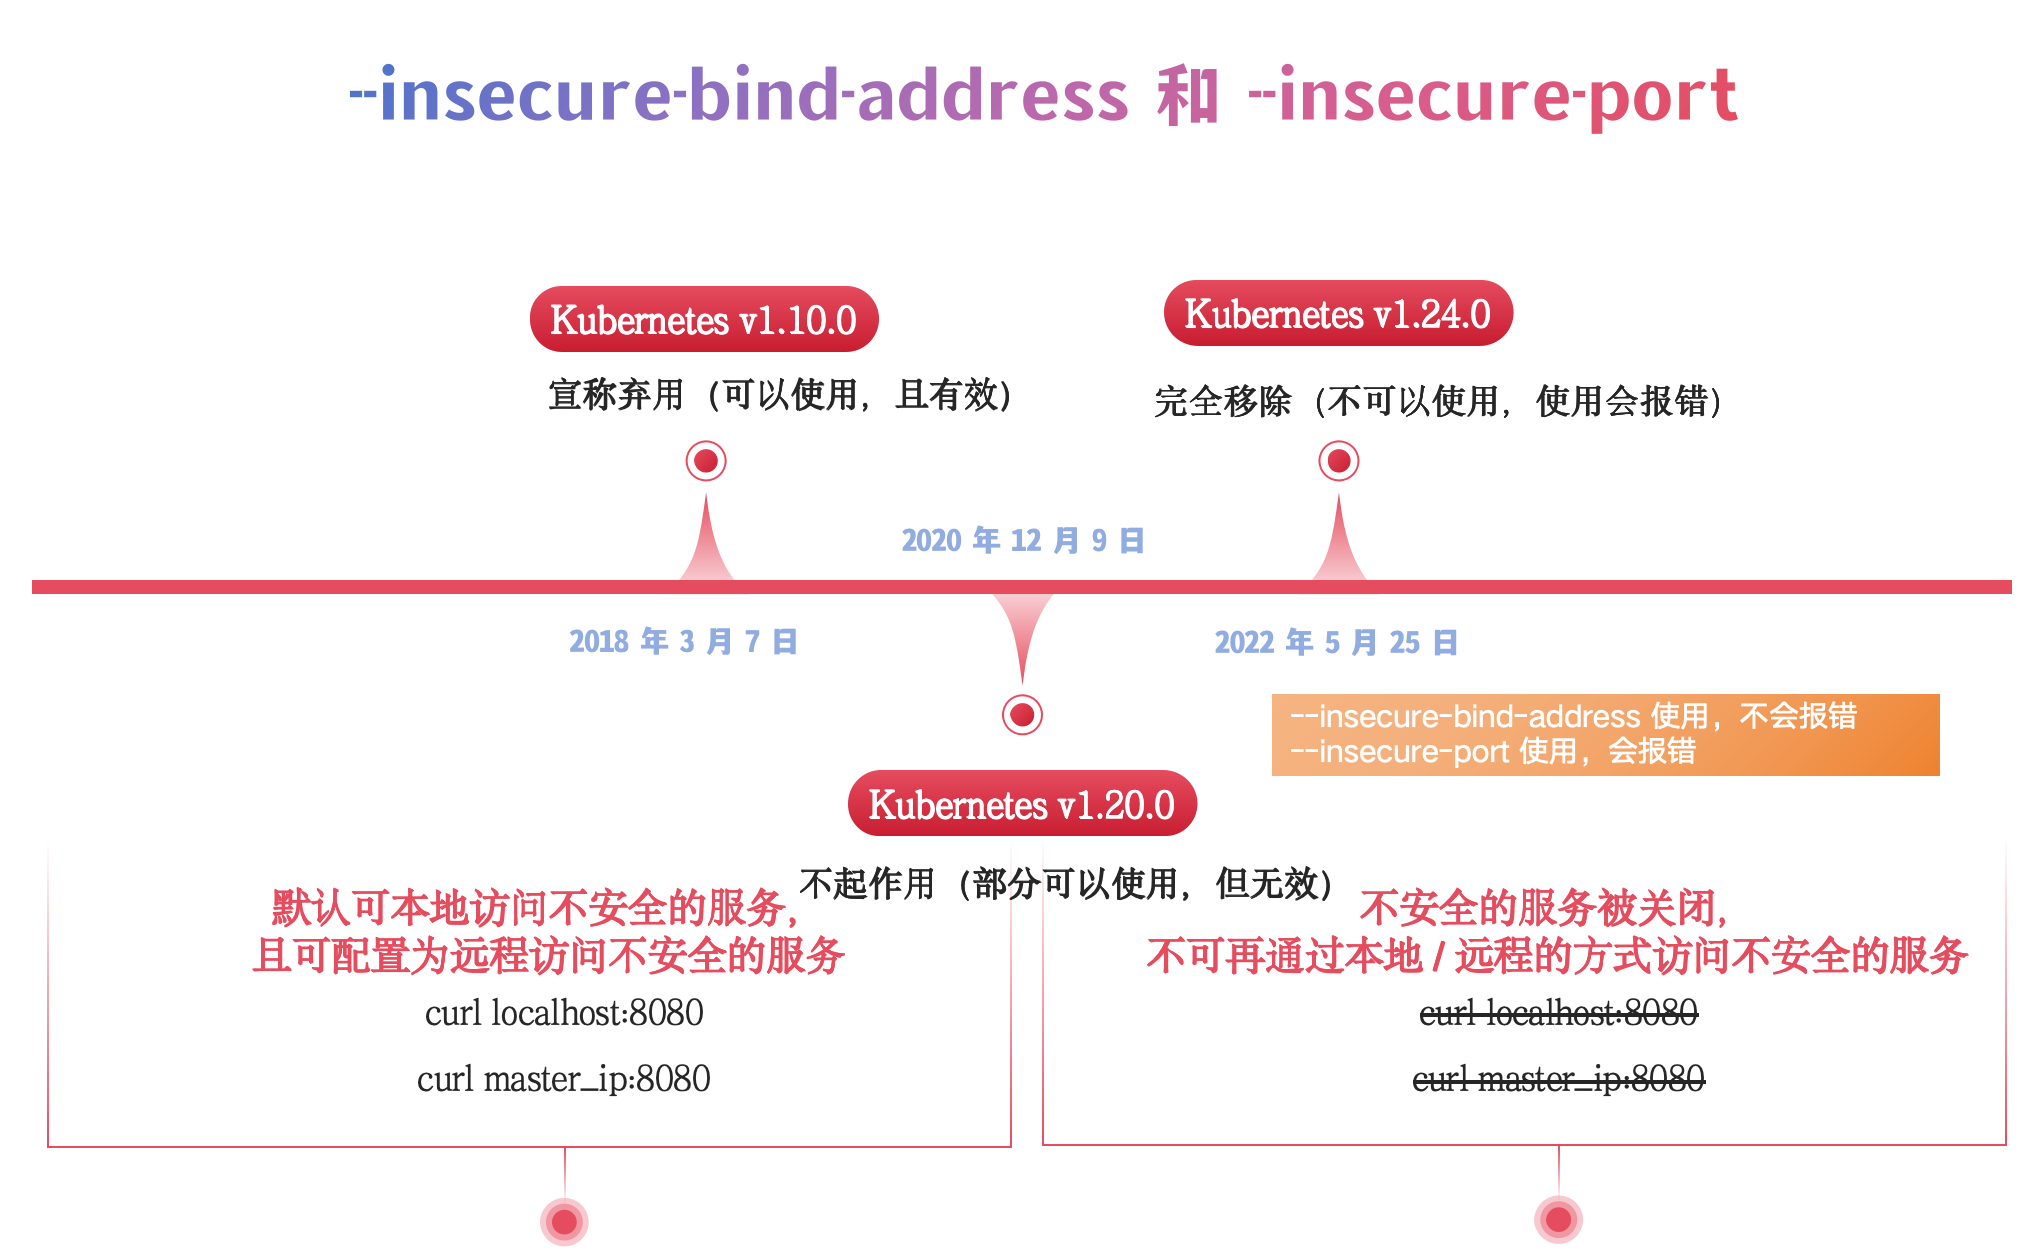 --insecure-bind-address 和 --insecure-port
Kubernetes v1.10.0
宣称弃用（可以使用，且有效）
Kubernetes v1.24.0
完全移除（不可以使用，使用会报错）
2020 年 12 月 9 日
2018 年 3 月 7 日
2022 年 5 月 25 日
--insecure-bind-address 使用，不会报错
--insecure-port 使用，会报错
Kubernetes v1.20.0
不起作用（部分可以使用，但无效）
默认可本地访问不安全的服务，
且可配置为远程访问不安全的服务
curl localhost:8080
curl master_ip:8080
不安全的服务被关闭，
不可再通过本地 / 远程的方式访问不安全的服务
curl localhost:8080
curl master_ip:8080